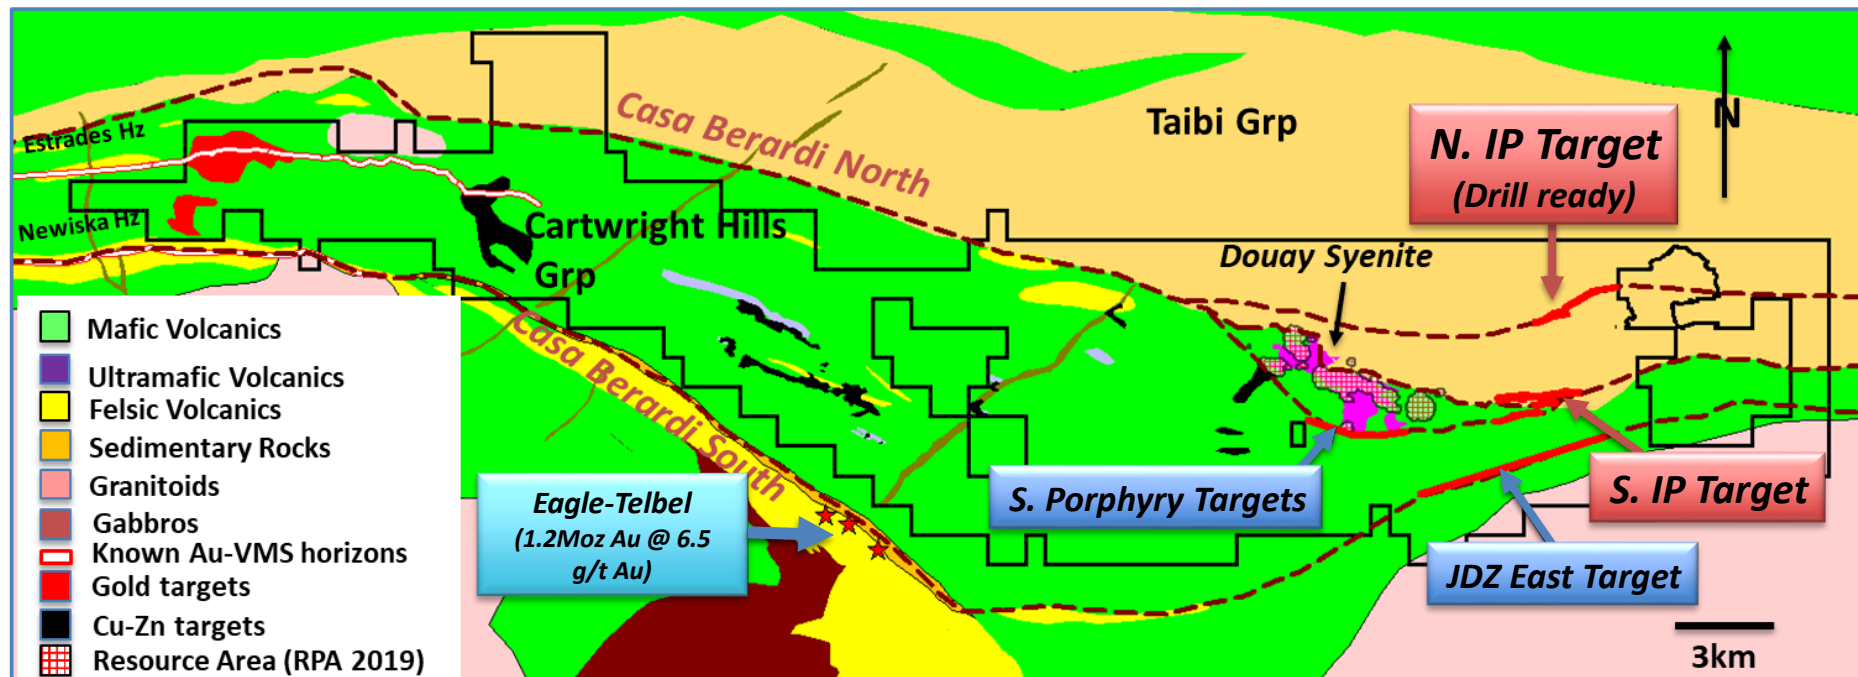 Casa Berardi North
Taibi Grp
N
N. IP Target
(Drill ready)
Estrades Hz
Newiska Hz
Cartwright Hills
Grp
Douay Syenite
Casa Berardi South
Mafic Volcanics
Ultramafic Volcanics
Felsic Volcanics
Sedimentary Rocks
Granitoids
Gabbros
Known Au-VMS horizons
Gold targets
Cu-Zn targets
Resource Area (RPA 2019)
Eagle-Telbel
(1.2Moz Au @ 6.5
g/t Au)
S. Porphyry Targets
S. IP Target
JDZ East Target
3km